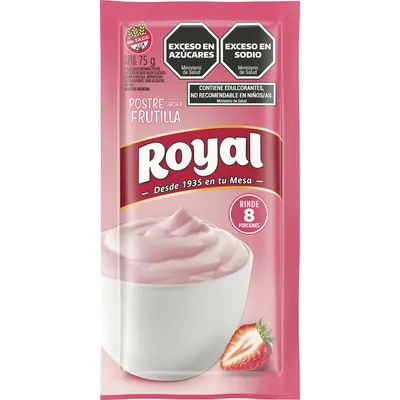 Sin T.A.C.C.
75 g
EXCESO EN
AZÚCARES
Ministerio
de Salud
EXCESO EN
SODIO
Ministerio
de Salud
CONTIENE EDULCORANTES,
NO RECOMENDABLE EN NIÑOS/AS.
Ministerio de Salud
POSTRE
FRUTILLA
Royal
Desde 1935 en tu Mesa
RINDE
8
PORCIONES